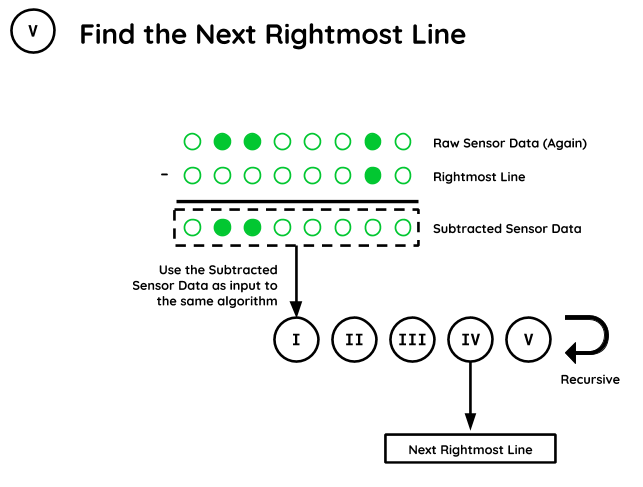 V
Find the Next Rightmost Line
Raw Sensor Data (Again)
- Rightmost Line
Subtracted Sensor Data
Use the Subtracted
Sensor Data as input to
the same algorithm
I II III IV V
Recursive
Next Rightmost Line